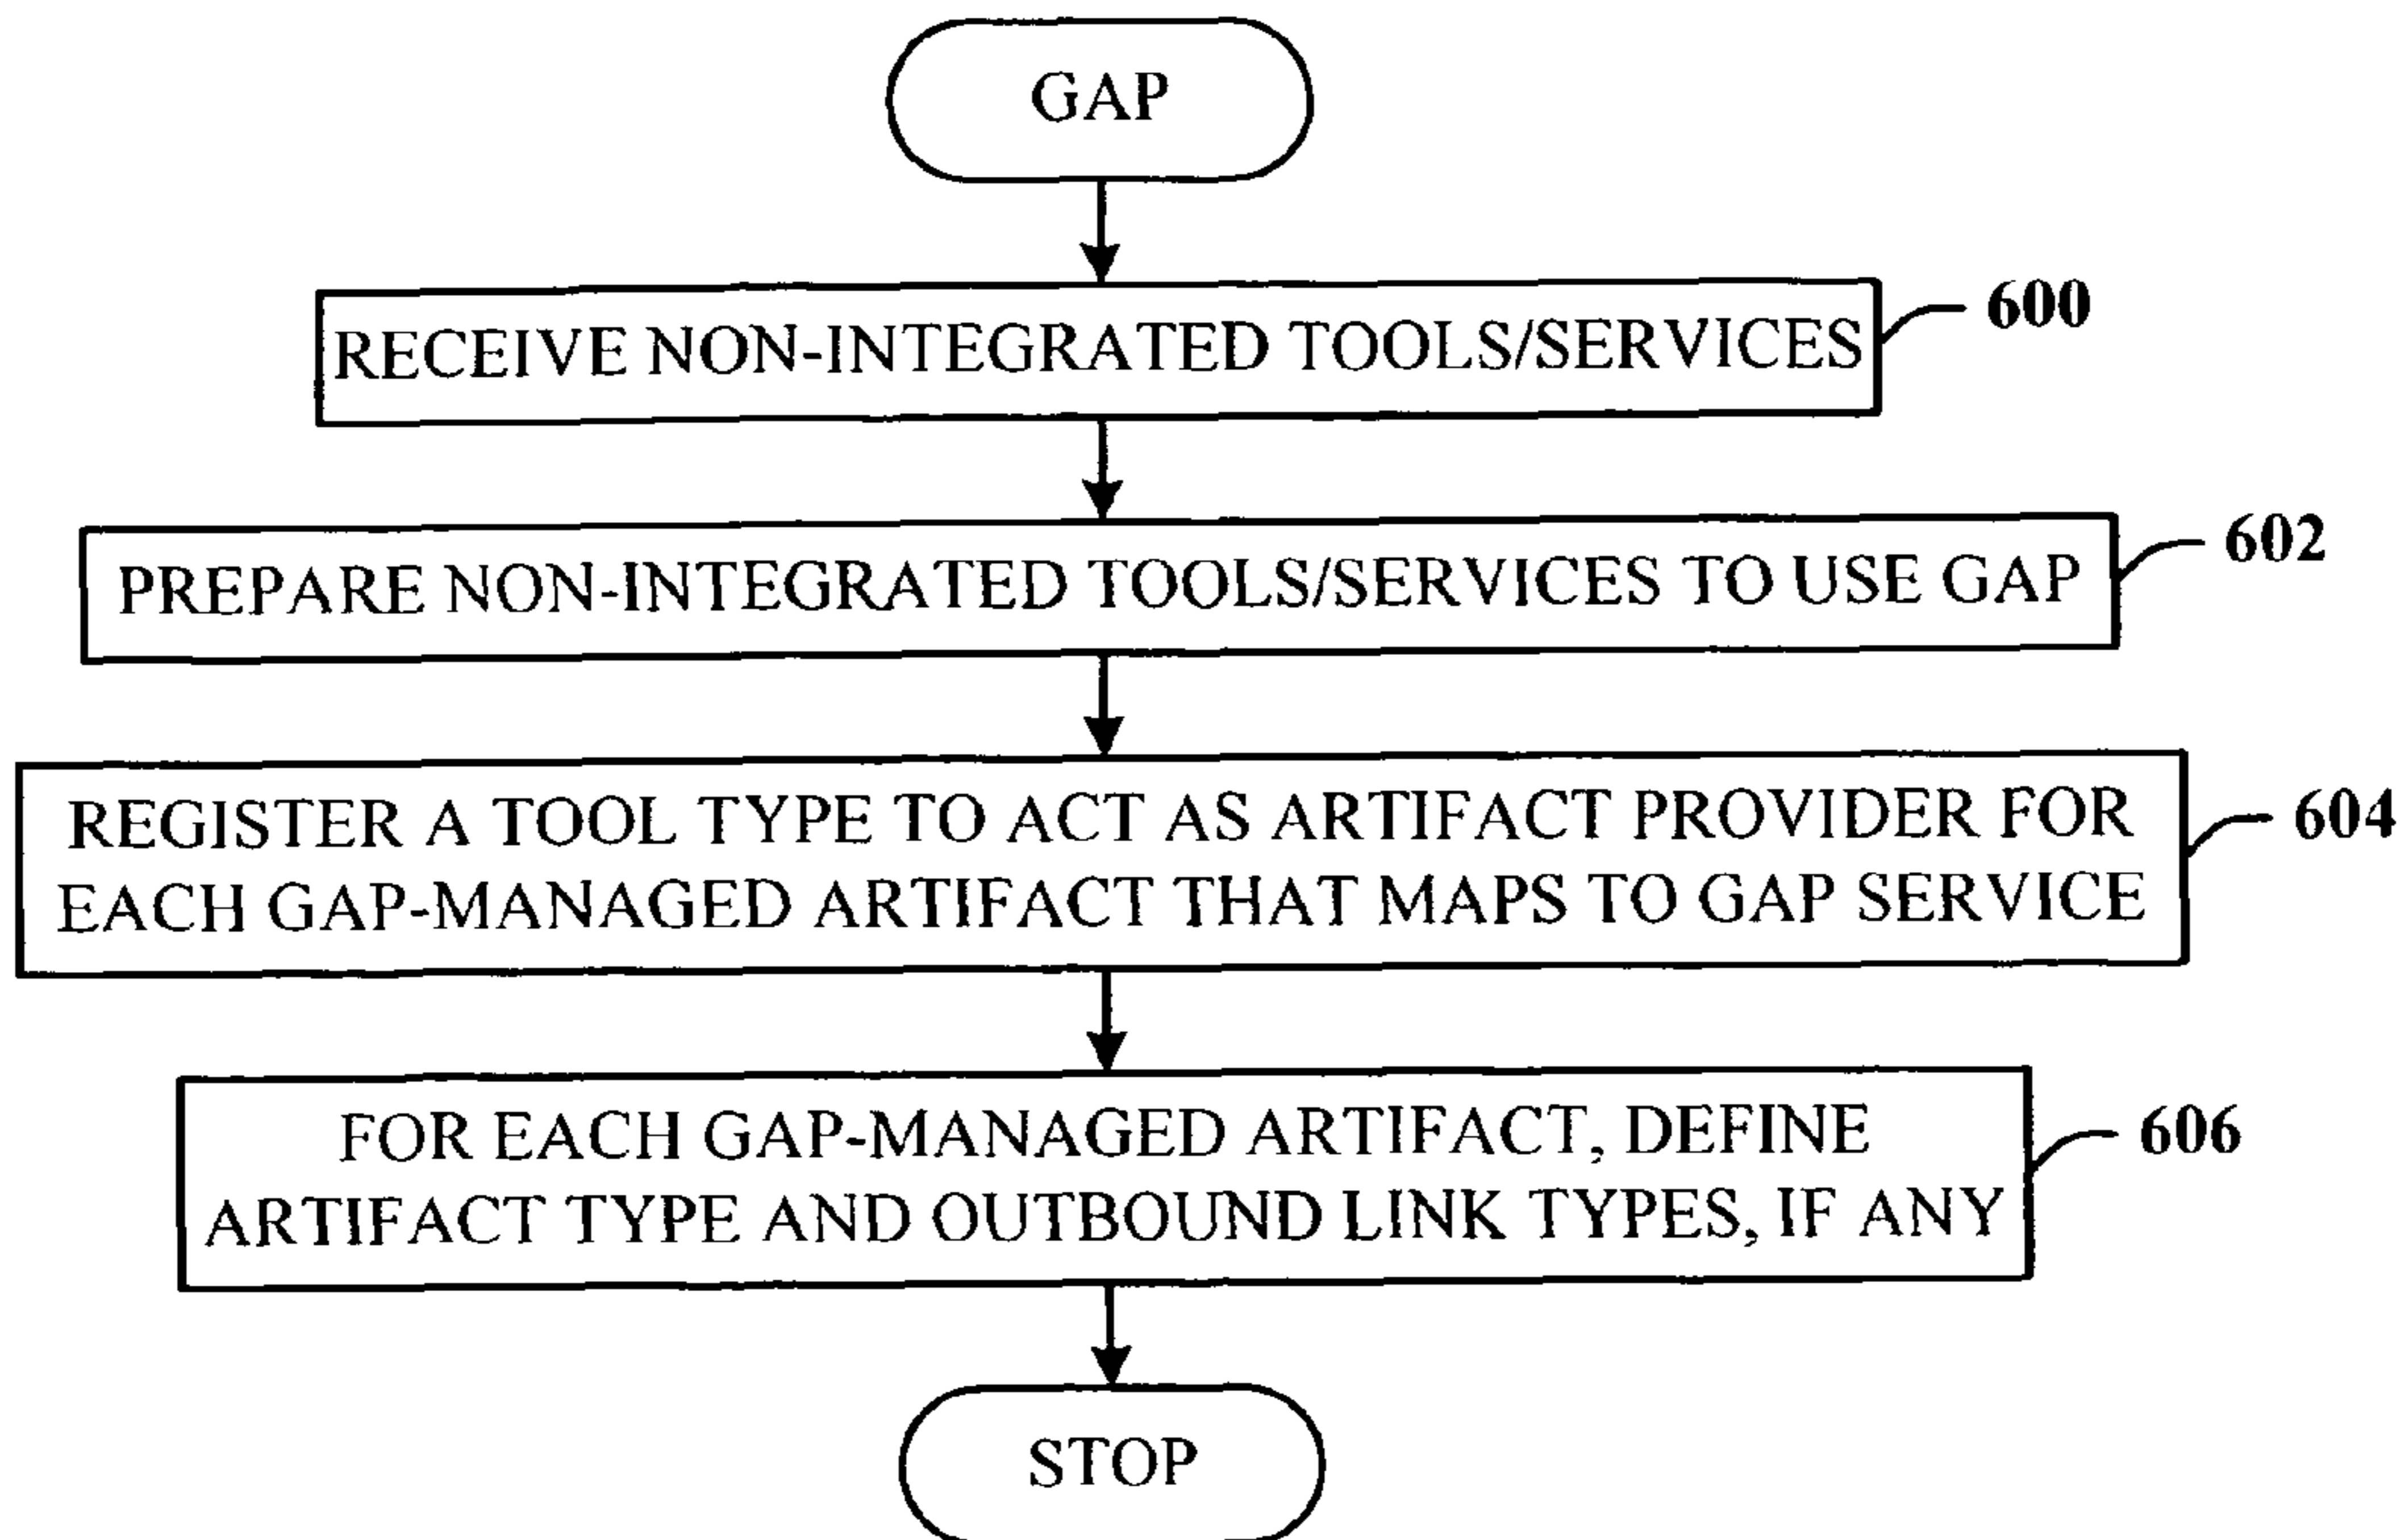 GAP
RECEIVE NON-INTEGRATED TOOLS/SERVICES
600
PREPARE NON-INTEGRATED TOOLS/SERVICES TO USE GAP
602
REGISTER A TOOL TYPE TO ACT AS ARTIFACT PROVIDER FOR
EACH GAP-MANAGED ARTIFACT THAT MAPS TO GAP SERVICE
604
FOR EACH GAP-MANAGED ARTIFACT, DEFINE
ARTIFACT TYPE AND OUTBOUND LINK TYPES, IF ANY
606
STOP